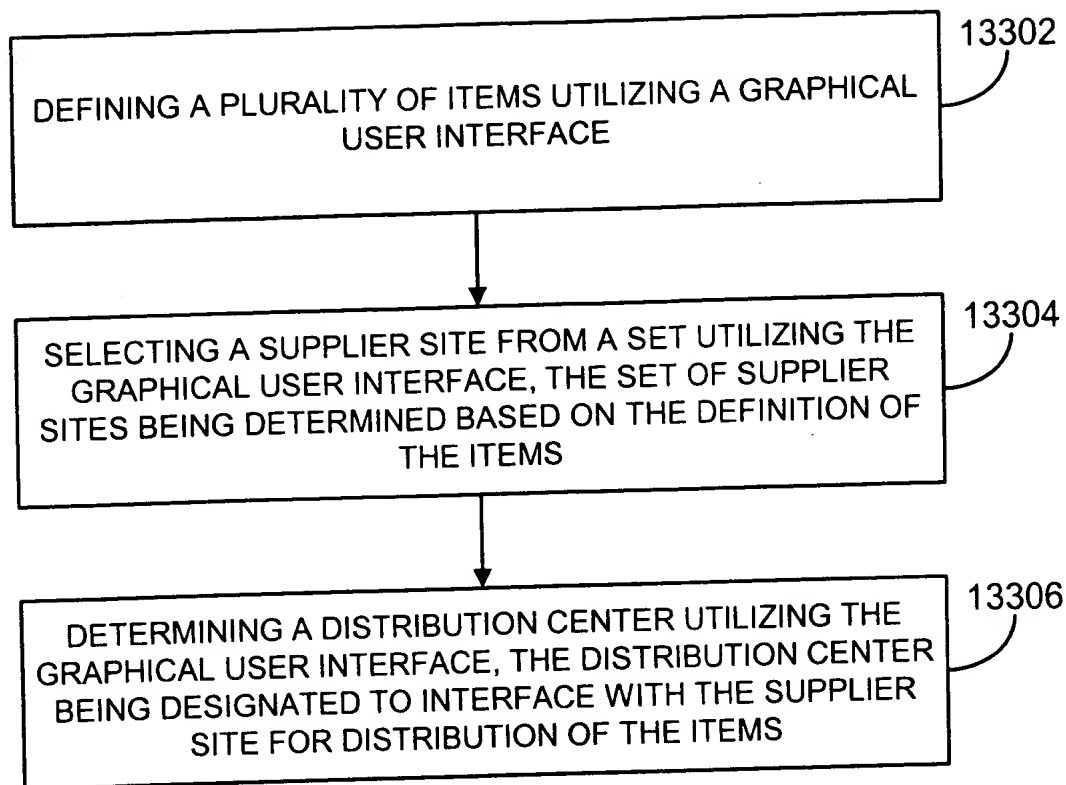 13302
DEFINING A PLURALITY OF ITEMS UTILIZING A GRAPHICAL
USER INTERFACE
13304
SELECTING A SUPPLIER SITE FROM A SET UTILIZING THE
GRAPHICAL USER INTERFACE, THE SET OF SUPPLIER
SITES BEING DETERMINED BASED ON THE DEFINITION OF
THE ITEMS
13306
DETERMINING A DISTRIBUTION CENTER UTILIZING THE
GRAPHICAL USER INTERFACE, THE DISTRIBUTION CENTER
BEING DESIGNATED TO INTERFACE WITH THE SUPPLIER
SITE FOR DISTRIBUTION OF THE ITEMS